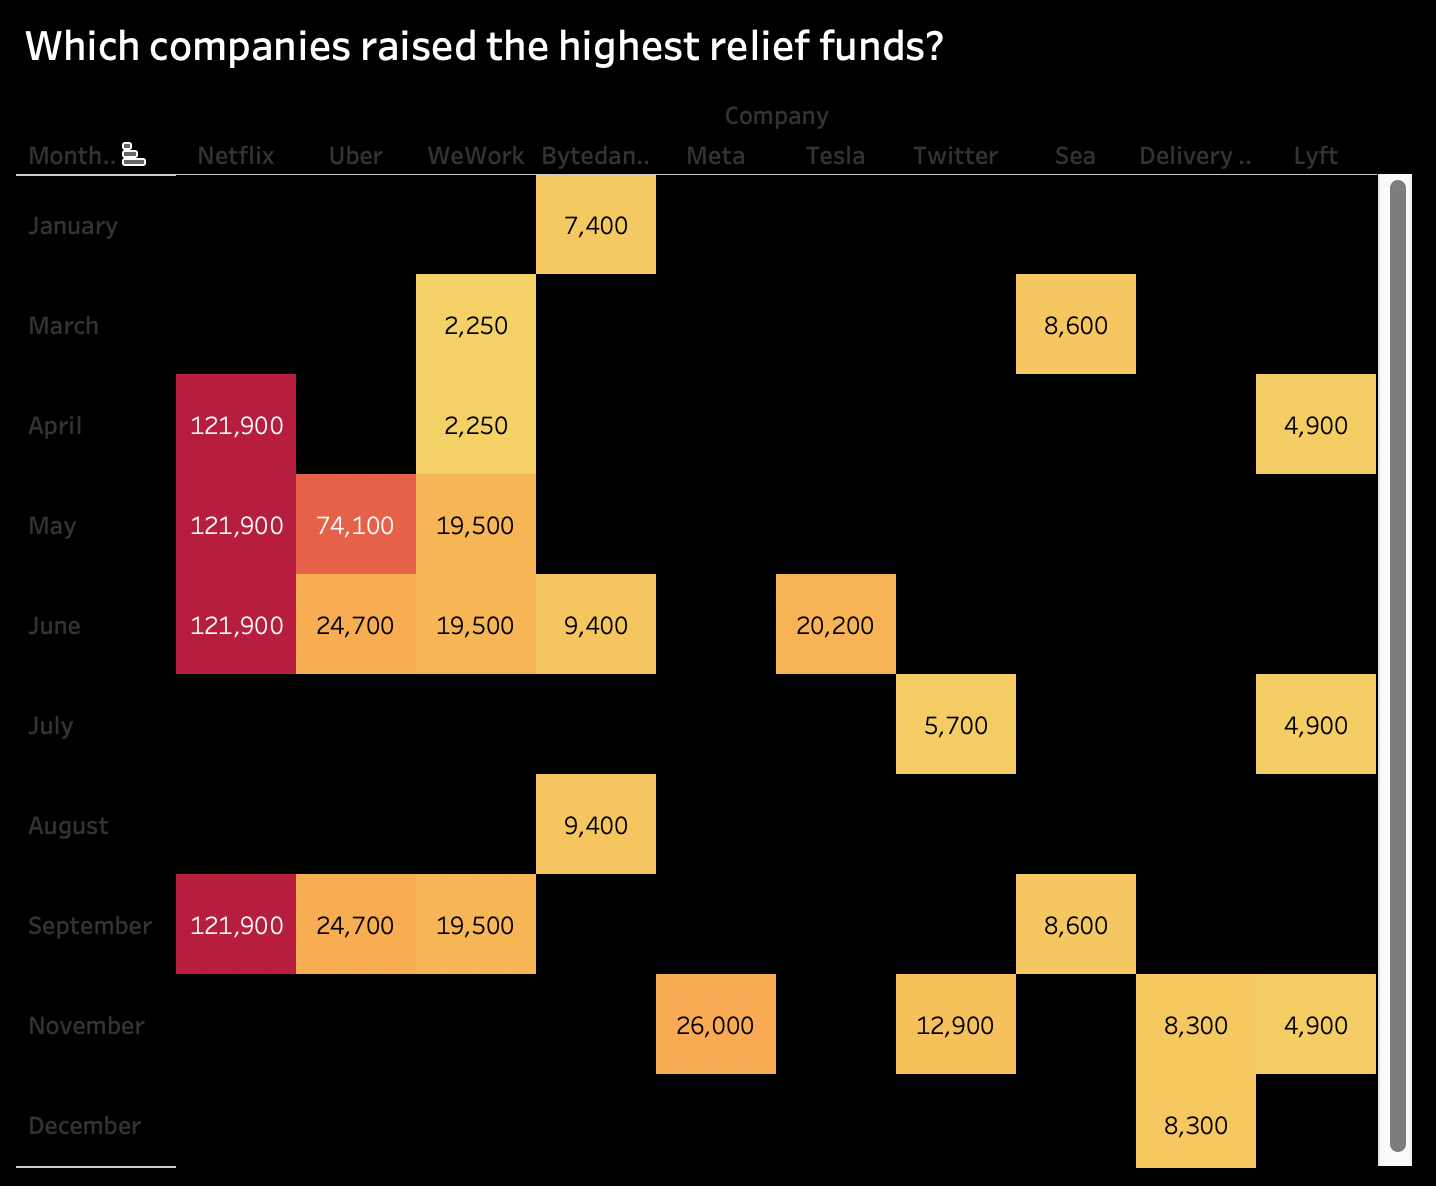 Which companies raised the highest relief funds?
Company
Month.. Netflix Uber WeWork Bytedan.. Meta Tesla Twitter Sea Delivery .. Lyft
January 7,400
March 2,250 8,600
April 121,900 2,250 4,900
May 121,900 74,100 19,500
June 121,900 24,700 19,500 9,400 20,200
July 5,700 4,900
August 9,400
September 121,900 24,700 19,500 8,600
November 26,000 12,900 8,300 4,900
December 8,300